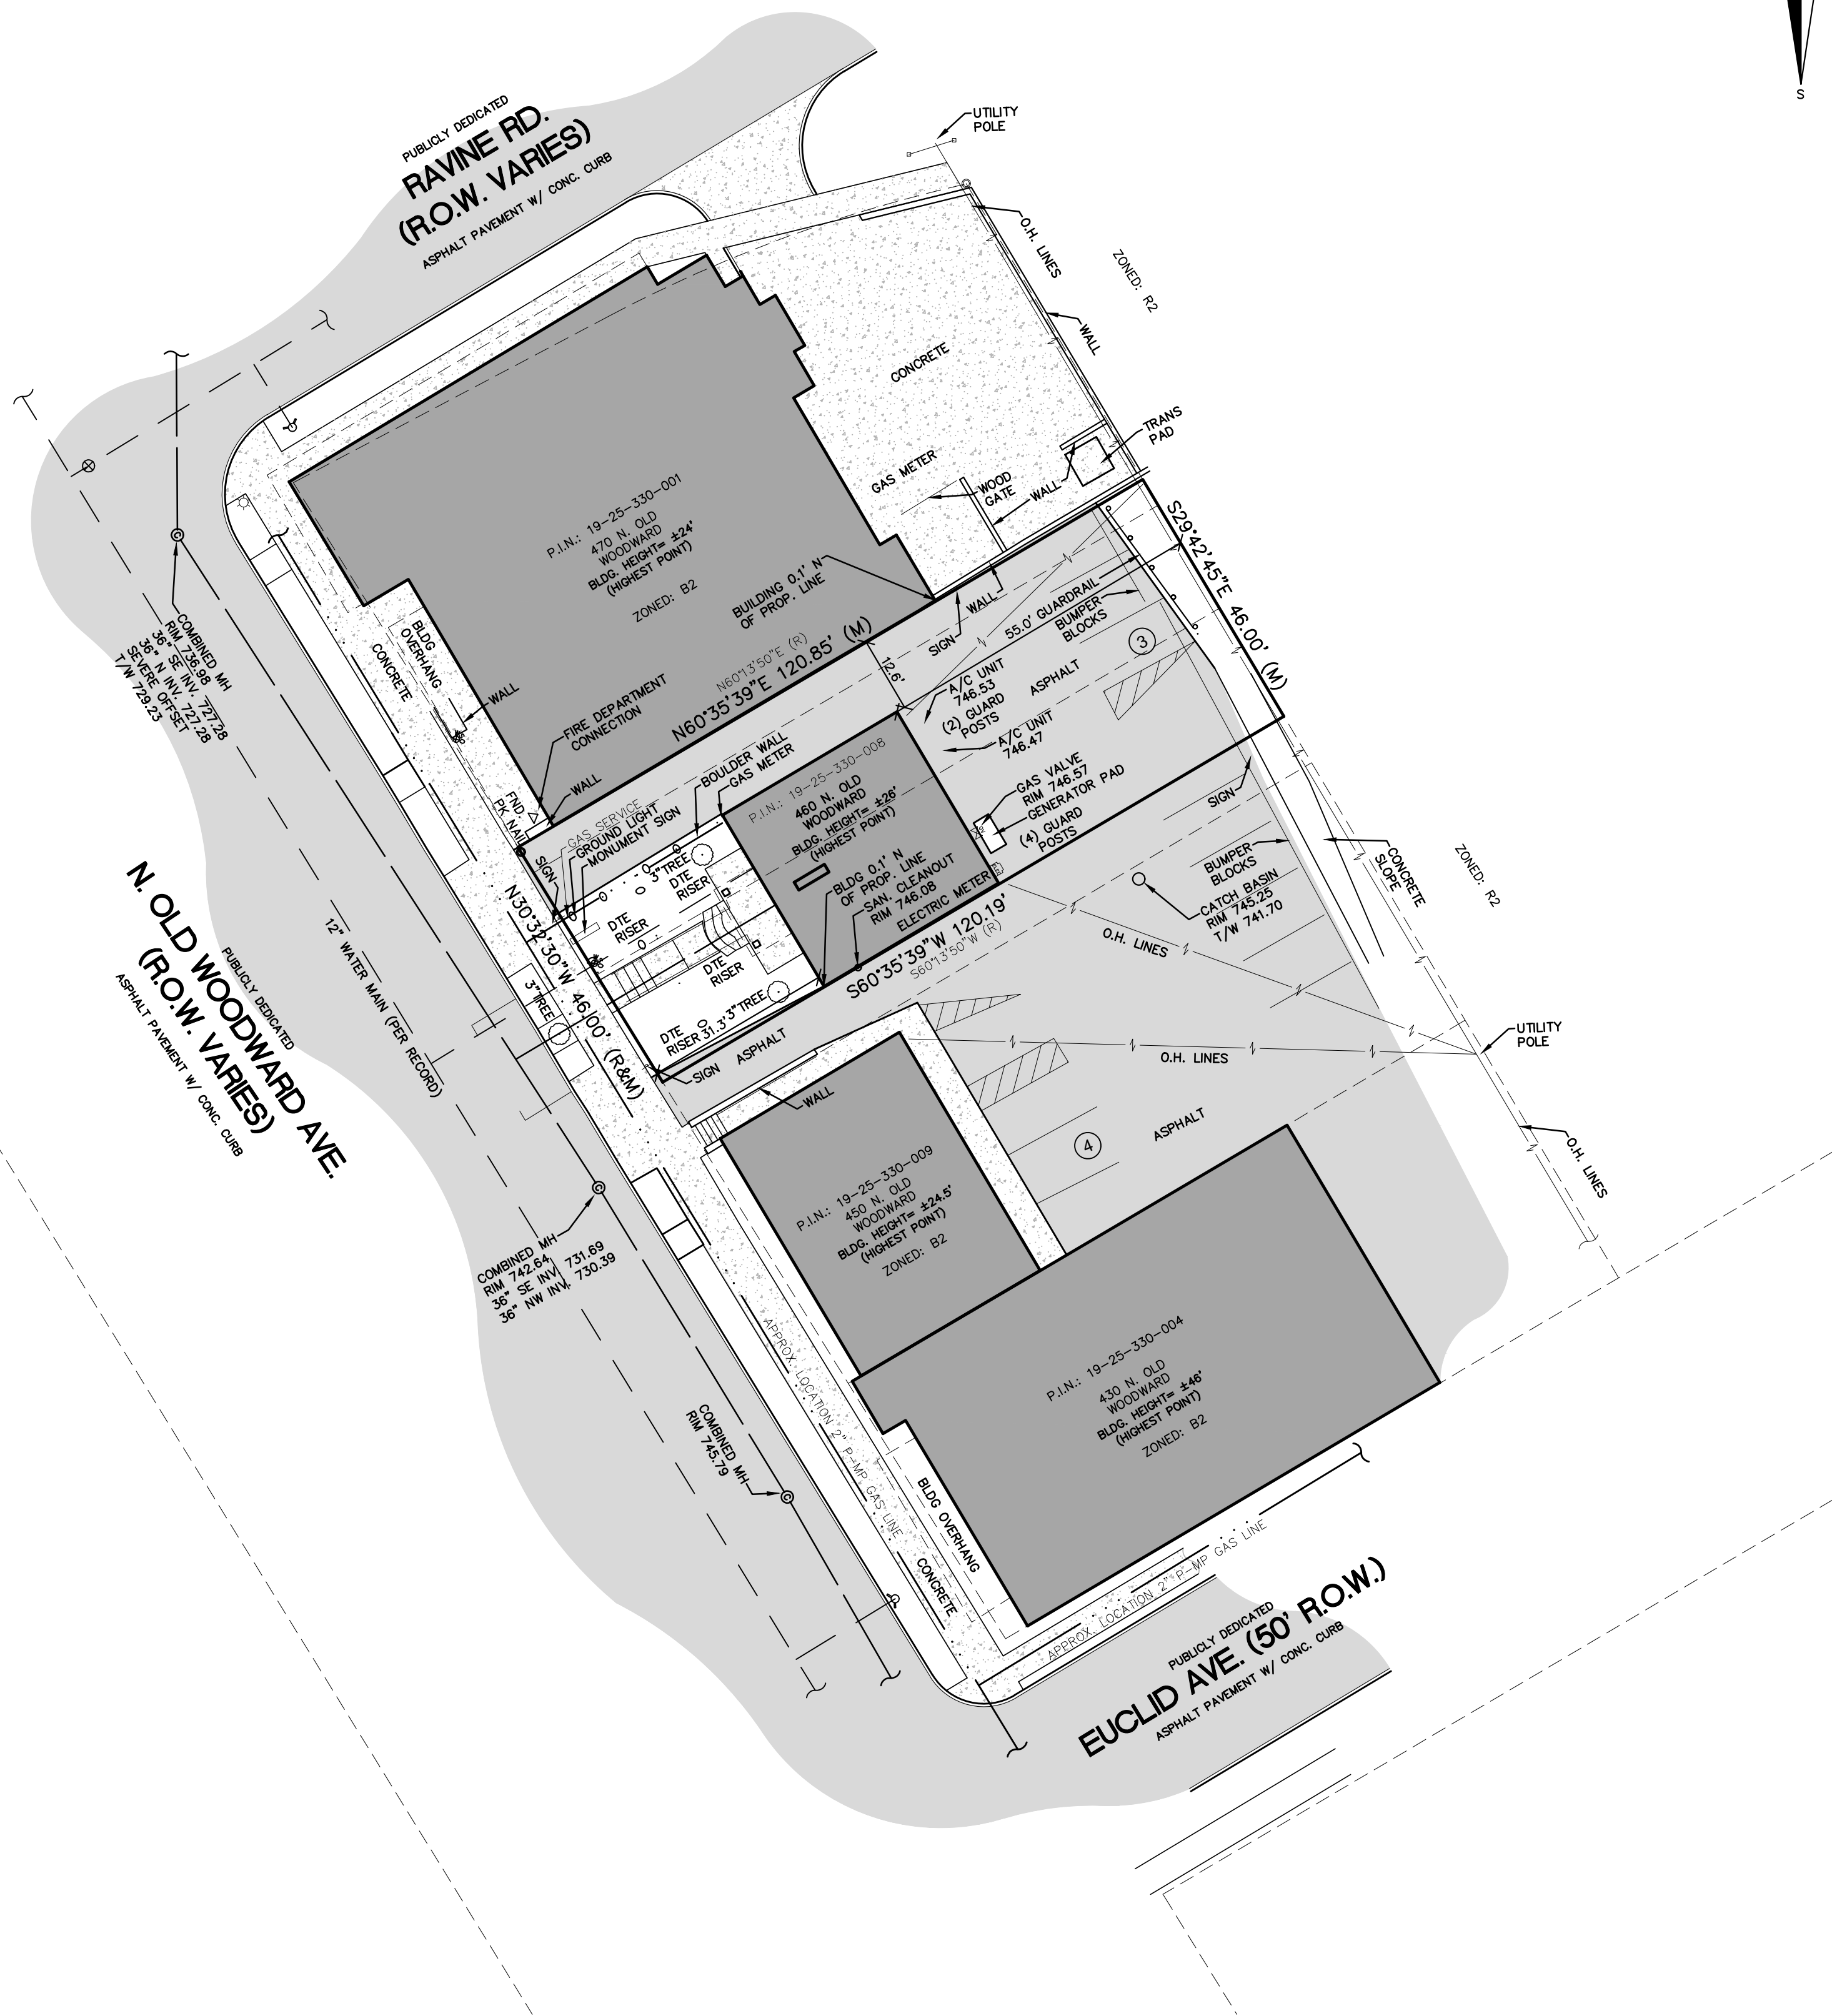 S
PUBLICLY DEDICATED
RAVINE RD.
(R.O.W. VARIES)
ASPHALT PAVEMENT W/ CONC. CURB
UTILITY
POLE
O.H. LINES
ZONED: R2
WALL
CONCRETE
TRANS
PAD
GAS METER
WOOD
GATE
WALL
P.I.N.: 19-25-330-001
470 N. OLD
WOODWARD
BLDG. HEIGHT= ±24'
(HIGHEST POINT)
ZONED: B2
BUILDING 0.1' N
OF PROP. LINE
S29°42'45"E 46.00' (M)
WALL
SIGN
55.0' GUARDRAIL
BUMPER
BLOCKS
3
ASPHALT
N60°13'50"E (R)
N60°35'39"E 120.85' (M)
12.6'
A/C UNIT
746.53
(2) GUARD
POSTS
A/C UNIT
746.47
GAS VALVE
RIM 746.57
GENERATOR PAD
(4) GUARD
POSTS
COMBINED MH
RIM 736.98
36" SE INV. 727.28
36" N INV. 727.28
SEVERE OFFSET
T/W 729.23
BLDG
OVERHANG
CONCRETE
WALL
FIRE DEPARTMENT
CONNECTION
WALL
FND.
PK NAIL
SIGN
BOULDER WALL
GAS METER
GAS SERVICE
GROUND LIGHT
MONUMENT SIGN
3"TREE
DTE
RISER
DTE
RISER
DTE
RISER
3"TREE
DTE
RISER
31.3'
P.I.N.: 19-25-330-008
460 N. OLD
WOODWARD
BLDG. HEIGHT= ±26'
(HIGHEST POINT)
BLDG 0.1' N
OF PROP. LINE
SAN. CLEANOUT
RIM 746.08
ELECTRIC METER
E
S60°35'39"W 120.19'
S60°13'50"W (R)
N30°32'30"W 46.00' (R&M)
3"TREE
SIGN
ASPHALT
WALL
SIGN
BUMPER
BLOCKS
CATCH BASIN
RIM 745.25
T/W 741.70
CONCRETE
SLOPE
ZONED: R2
O.H. LINES
O.H. LINES
UTILITY
POLE
O.H. LINES
N. OLD WOODWARD AVE.
PUBLICLY DEDICATED
(R.O.W. VARIES)
ASPHALT PAVEMENT W/ CONC. CURB
12" WATER MAIN (PER RECORD)
4
ASPHALT
P.I.N.: 19-25-330-009
450 N. OLD
WOODWARD
BLDG. HEIGHT= ±24.5'
(HIGHEST POINT)
ZONED: B2
COMBINED MH
RIM 742.64
36" SE INV. 731.69
36" NW INV. 730.39
P.I.N.: 19-25-330-004
430 N. OLD
WOODWARD
BLDG. HEIGHT= ±46'
(HIGHEST POINT)
ZONED: B2
COMBINED MH
RIM 745.79
APPROX. LOCATION 2" P-MP GAS LINE
BLDG OVERHANG
CONCRETE
APPROX. LOCATION 2" P-MP GAS LINE
PUBLICLY DEDICATED
EUCLID AVE. (50' R.O.W.)
ASPHALT PAVEMENT W/ CONC. CURB